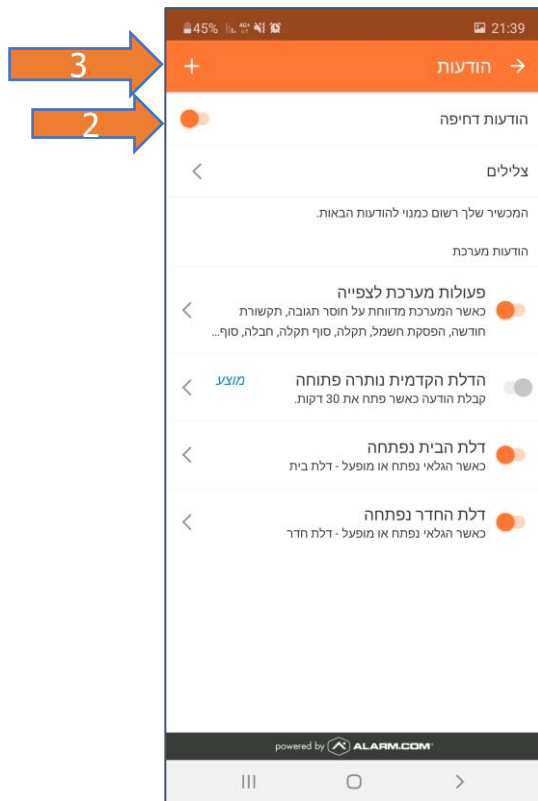 45% 4G+ 21:39
3
הודעות
2
הודעות דחיפה
צלילים
המכשיר שלך רשום כמנוי להודעות הבאות.
הודעות מערכת
פעולות מערכת לצפייה
כאשר המערכת מדווחת על חוסר תגובה, תקשורת
חודשה, הפסקת חשמל, תקלה, סוף תקלה, חבלה, סוף...
הדלת הקדמית נותרה פתוחה מוצע
קבלת הודעה כאשר פתח את 30 דקות.
דלת הבית נפתחה
כאשר הגלאי נפתח או מופעל - דלת בית
דלת החדר נפתחה
כאשר הגלאי נפתח או מופעל - דלת חדר
powered by ALARM.COM